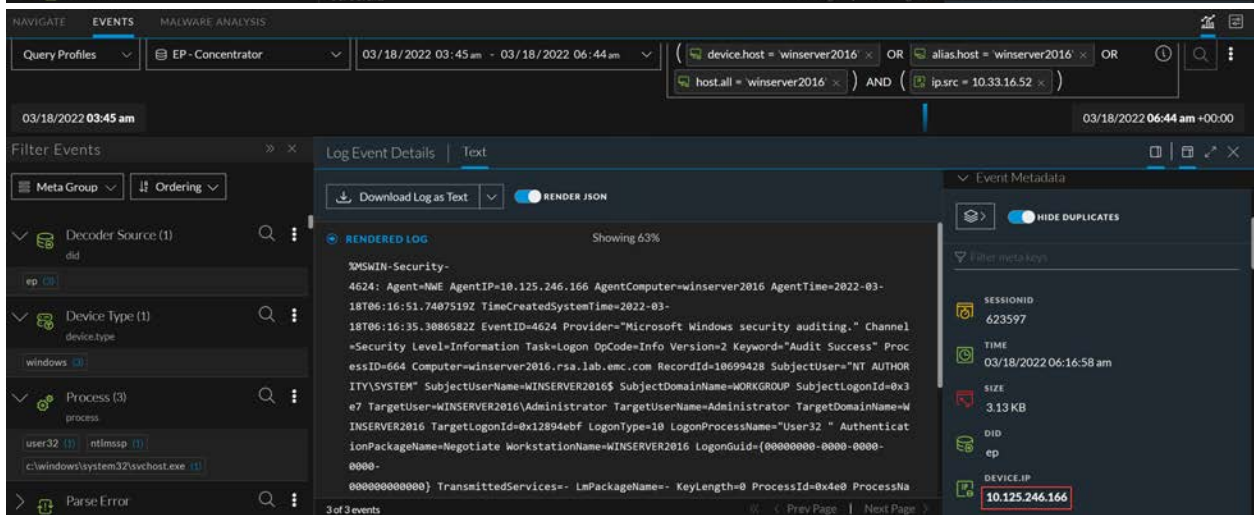 NAVIGATE EVENTS MALWARE ANALYSIS
Query Profiles EP - Concentrator 03/18/2022 03:45 am - 03/18/2022 06:44 am ( device.host = 'winserver2016' × OR alias.host = 'winserver2016' × OR
host.all = 'winserver2016' × ) AND ( ip.src = 10.33.16.52 × )
03/18/2022 03:45 am 03/18/2022 06:44 am +00:00
Filter Events
Meta Group Ordering
Decoder Source (1)
did
ep (3)
Device Type (1)
device.type
windows (3)
Process (3)
process
user32 (1) ntlmssp (1)
c:\windows\system32\svchost.exe (1)
Parse Error
Log Event Details | Text
Download Log as Text RENDER JSON
RENDERED LOG Showing 63%
%MSWIN-Security-
4624: Agent=NWE AgentIP=10.125.246.166 AgentComputer=winserver2016 AgentTime=2022-03-
18T06:16:51.7407519Z TimeCreatedSystemTime=2022-03-
18T06:16:35.3086582Z EventID=4624 Provider="Microsoft Windows security auditing." Channel
=Security Level=Information Task=Logon OpCode=Info Version=2 Keyword="Audit Success" Proc
essID=664 Computer=winserver2016.rsa.lab.emc.com RecordId=10699428 SubjectUser="NT AUTHOR
ITY\SYSTEM" SubjectUserName=WINSERVER2016$ SubjectDomainName=WORKGROUP SubjectLogonId=0x3
e7 TargetUser=WINSERVER2016\Administrator TargetUserName=Administrator TargetDomainName=W
INSERVER2016 TargetLogonId=0x12894ebf LogonType=10 LogonProcessName="User32 " Authenticat
ionPackageName=Negotiate WorkstationName=WINSERVER2016 LogonGuid={00000000-0000-0000-
0000-
000000000000} TransmittedServices=- LmPackageName=- KeyLength=0 ProcessId=0x4e0 ProcessNa
3 of 3 events Prev Page | Next Page
Event Metadata
HIDE DUPLICATES
Filter meta keys
SESSIONID
623597
TIME
03/18/2022 06:16:58 am
SIZE
3.13 KB
DID
ep
DEVICE.IP
10.125.246.166